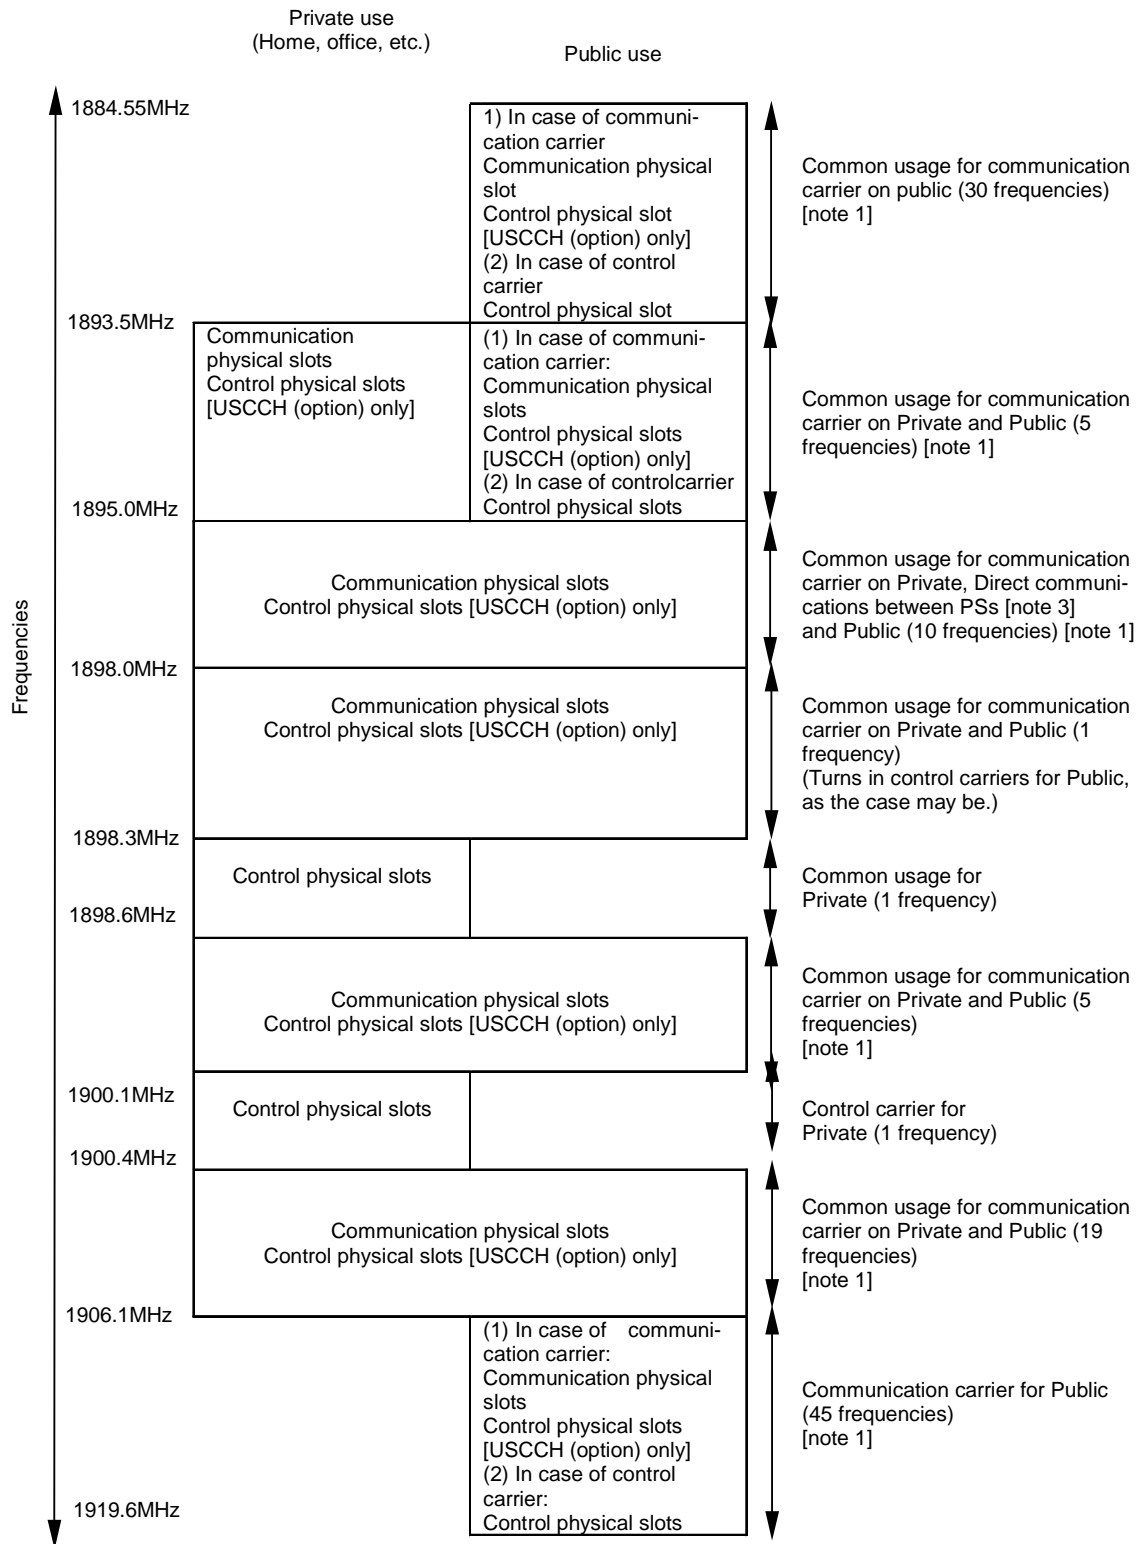 Private use
(Home, office, etc.)
Public use
Frequencies
1884.55MHz
1) In case of communi-
cation carrier
Communication physical
slot
Control physical slot
[USCCH (option) only]
(2) In case of control
carrier
Control physical slot
Common usage for communication
carrier on public (30 frequencies)
[note 1]
1893.5MHz
Communication
physical slots
Control physical slots
[USCCH (option) only]
(1) In case of communi-
cation carrier:
Communication physical
slots
Control physical slots
[USCCH (option) only]
(2) In case of controlcarrier
Control physical slots
Common usage for communication
carrier on Private and Public (5
frequencies) [note 1]
1895.0MHz
Communication physical slots
Control physical slots [USCCH (option) only]
Common usage for communication
carrier on Private, Direct communi-
cations between PSs [note 3]
and Public (10 frequencies) [note 1]
1898.0MHz
Communication physical slots
Control physical slots [USCCH (option) only]
Common usage for communication
carrier on Private and Public (1
frequency)
(Turns in control carriers for Public,
as the case may be.)
1898.3MHz
Control physical slots
Common usage for
Private (1 frequency)
1898.6MHz
Communication physical slots
Control physical slots [USCCH (option) only]
Common usage for communication
carrier on Private and Public (5
frequencies)
[note 1]
1900.1MHz
Control physical slots
Control carrier for
Private (1 frequency)
1900.4MHz
Communication physical slots
Control physical slots [USCCH (option) only]
Common usage for communication
carrier on Private and Public (19
frequencies)
[note 1]
1906.1MHz
(1) In case of communi-
cation carrier:
Communication physical
slots
Control physical slots
[USCCH (option) only]
(2) In case of control
carrier:
Control physical slots
Communication carrier for Public
(45 frequencies)
[note 1]
1919.6MHz